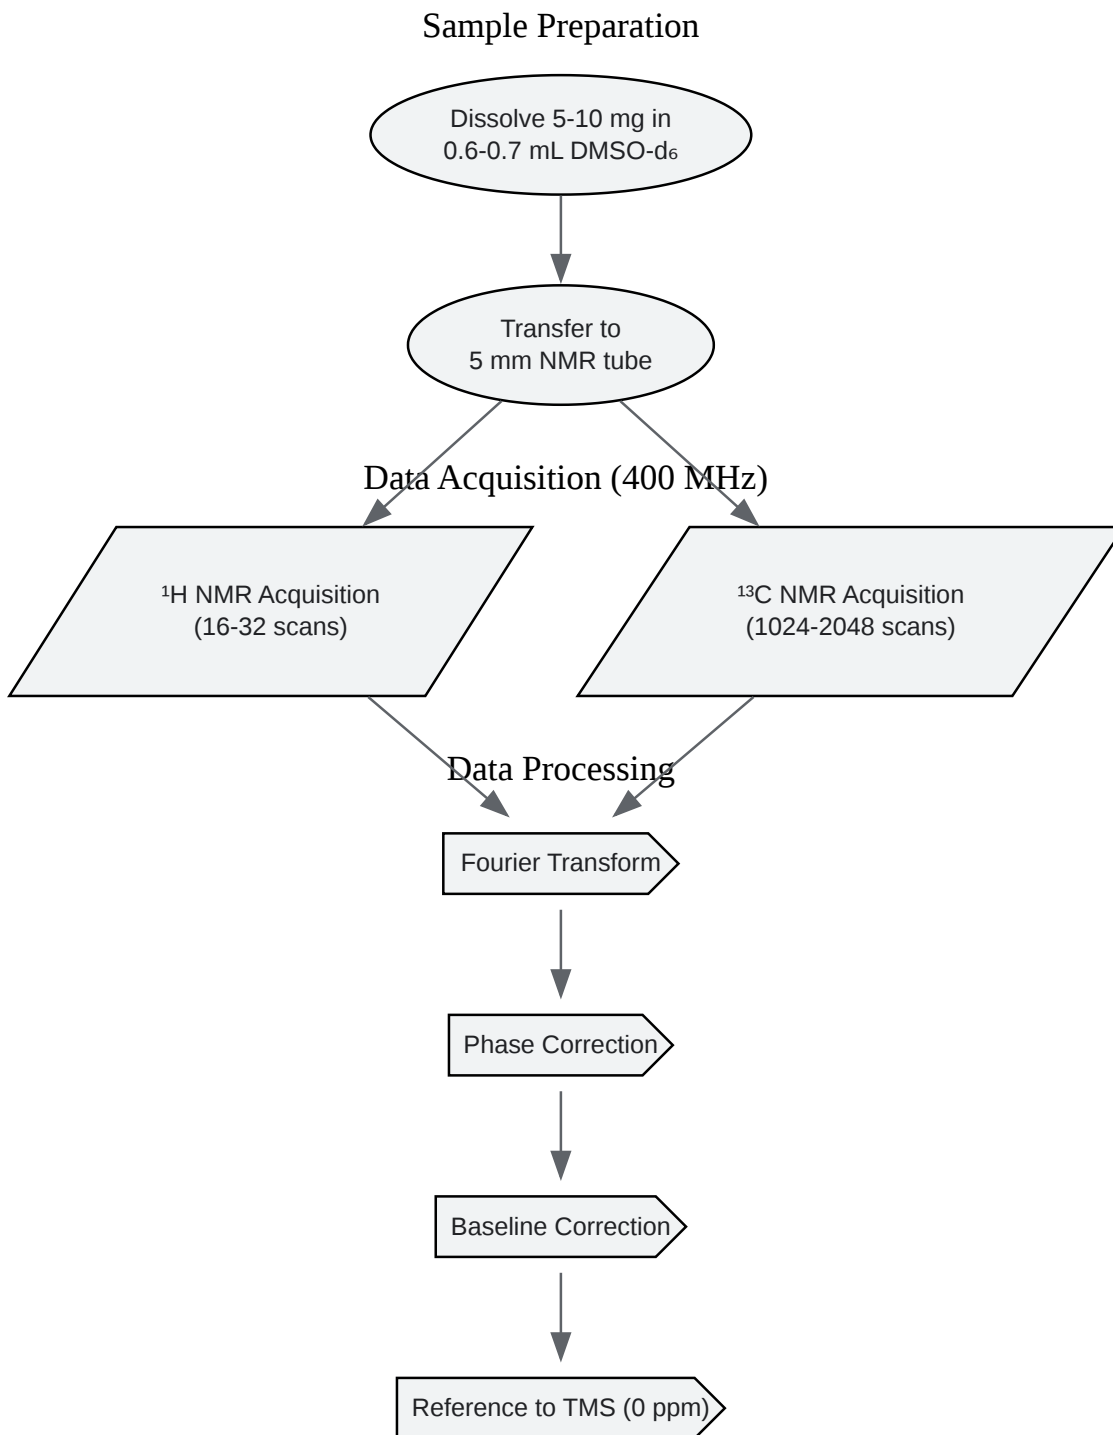 Sample Preparation
Dissolve 5-10 mg in
0.6-0.7 mL DMSO-d₆
Transfer to
5 mm NMR tube
Data Acquisition (400 MHz)
¹H NMR Acquisition
(16-32 scans)
¹³C NMR Acquisition
(1024-2048 scans)
Data Processing
Fourier Transform
Phase Correction
Baseline Correction
Reference to TMS (0 ppm)